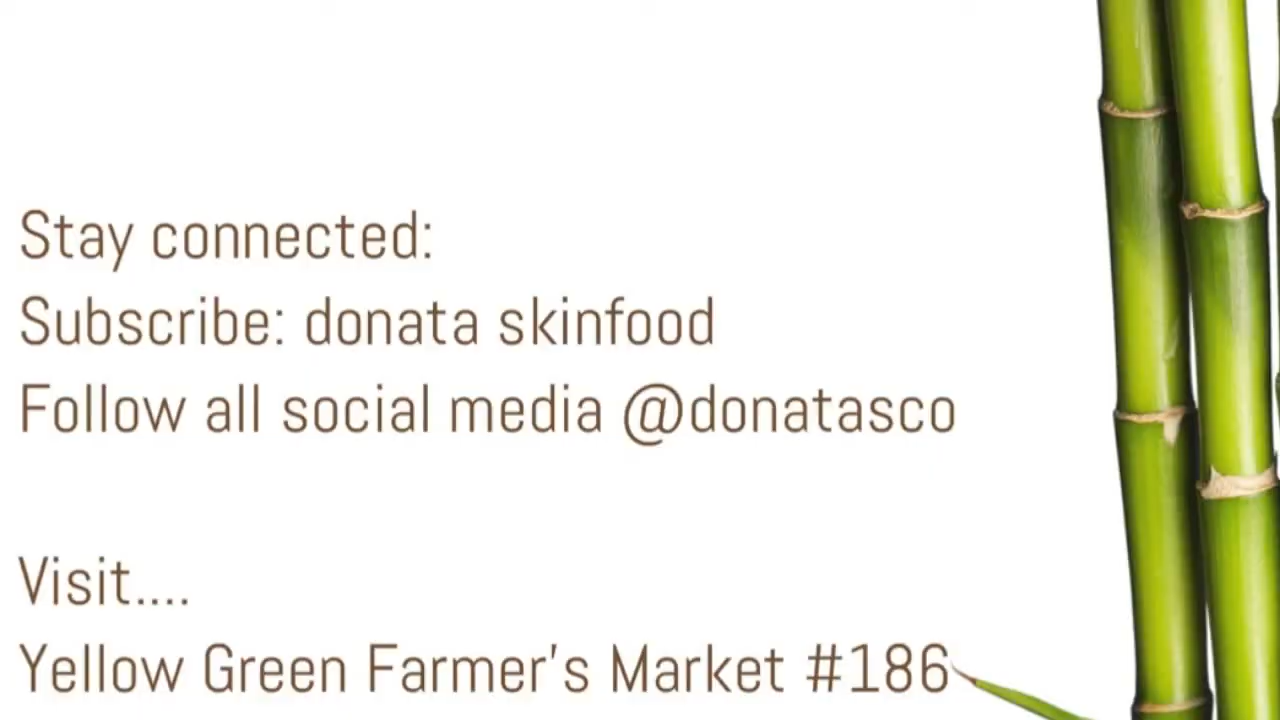 Stay connected:
Subscribe: donata skinfood
Follow all social media @donatasco
Visit....
Yellow Green Farmer's Market #186